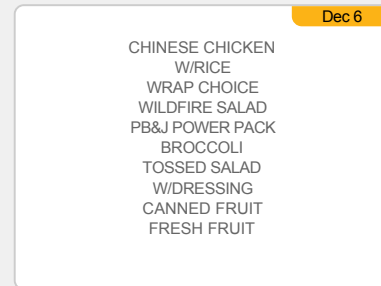 Dec 6
CHINESE CHICKEN
W/RICE
WRAP CHOICE
WILDFIRE SALAD
PB&J POWER PACK
BROCCOLI
TOSSED SALAD
W/DRESSING
CANNED FRUIT
FRESH FRUIT